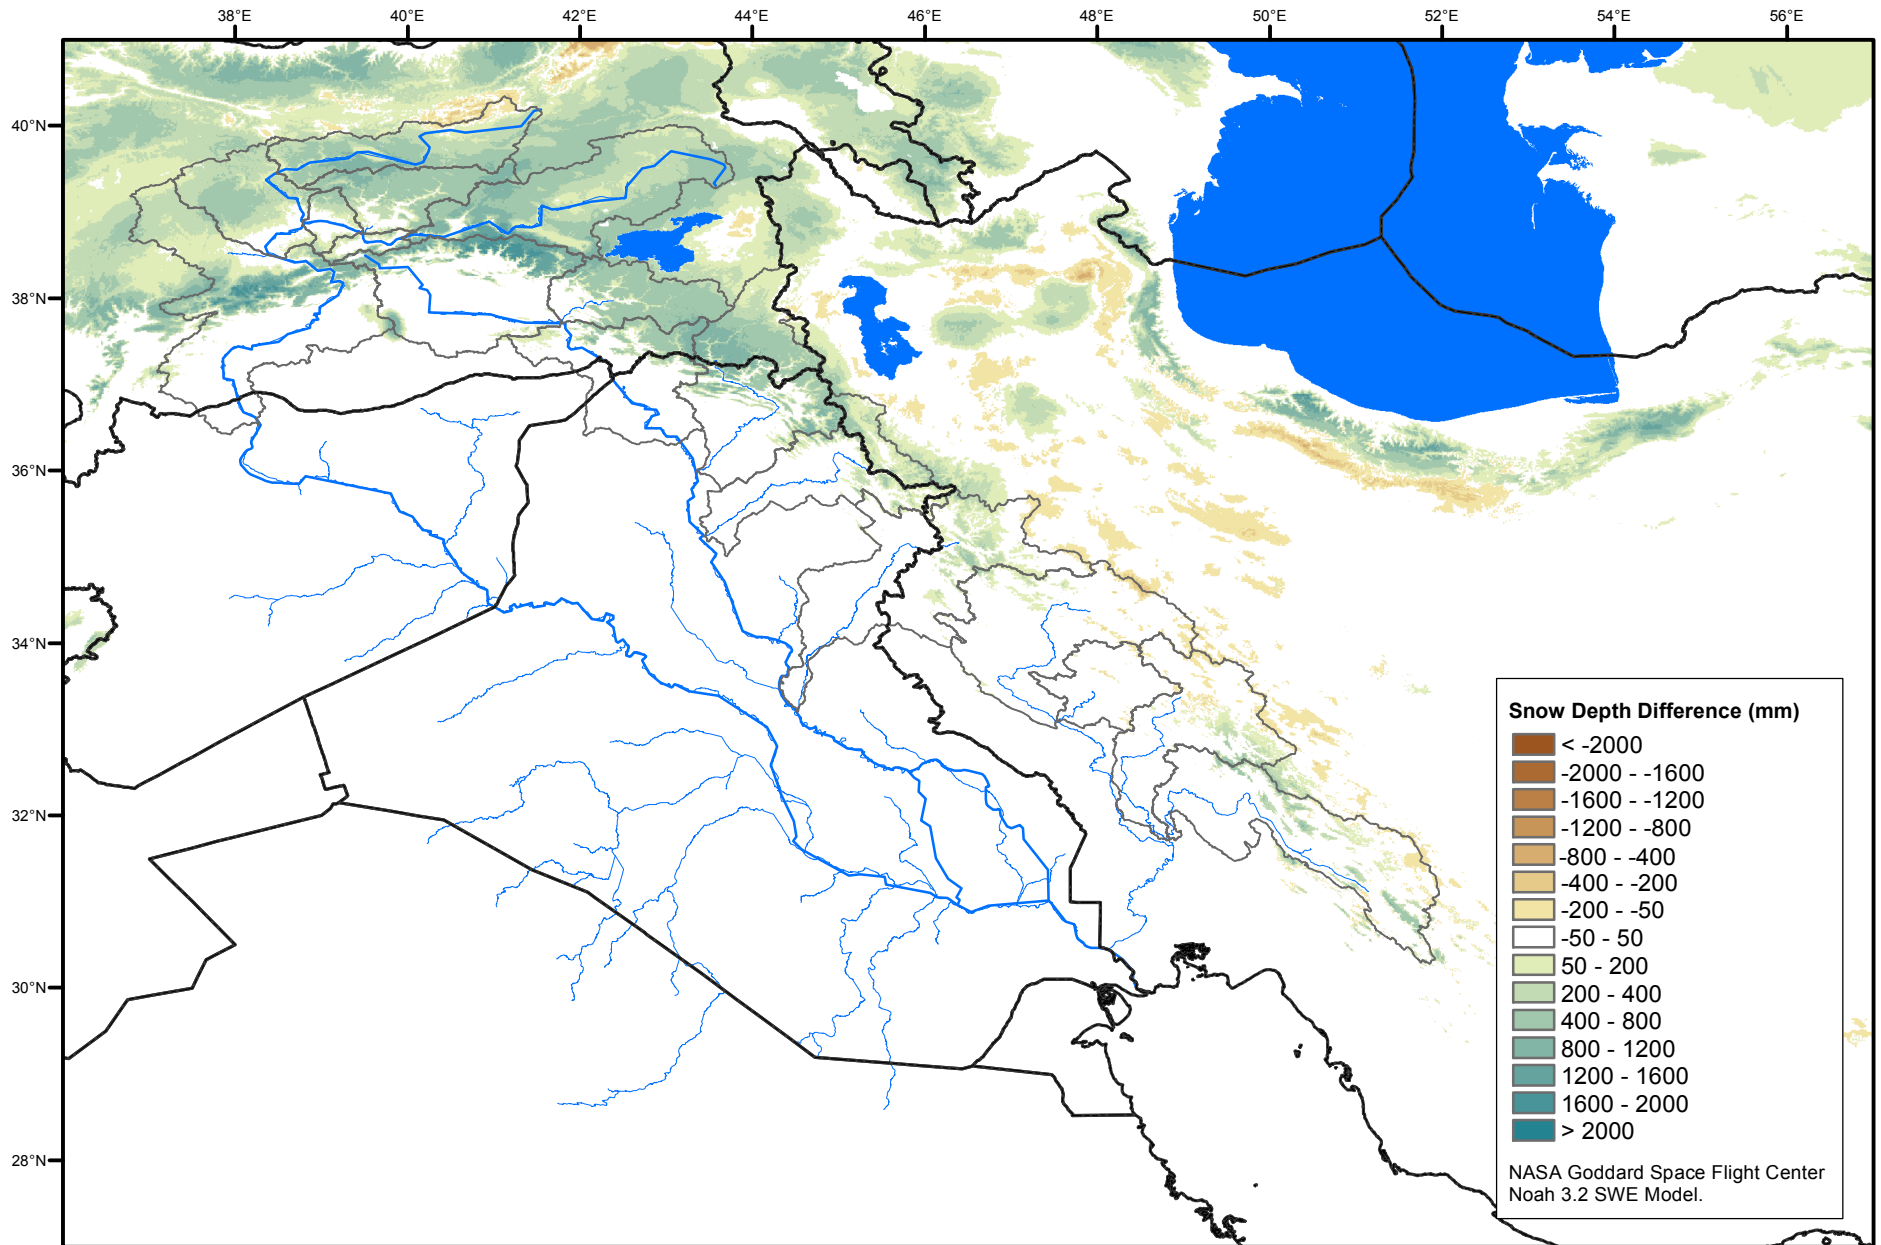 38°E 40°E 42°E 44°E 46°E 48°E 50°E 52°E 54°E 56°E
40°N
38°N
36°N
34°N
32°N
30°N
28°N
Snow Depth Difference (mm)
< -2000
-2000 - -1600
-1600 - -1200
-1200 - -800
-800 - -400
-400 - -200
-200 - -50
-50 - 50
50 - 200
200 - 400
400 - 800
800 - 1200
1200 - 1600
1600 - 2000
> 2000
NASA Goddard Space Flight Center
Noah 3.2 SWE Model.